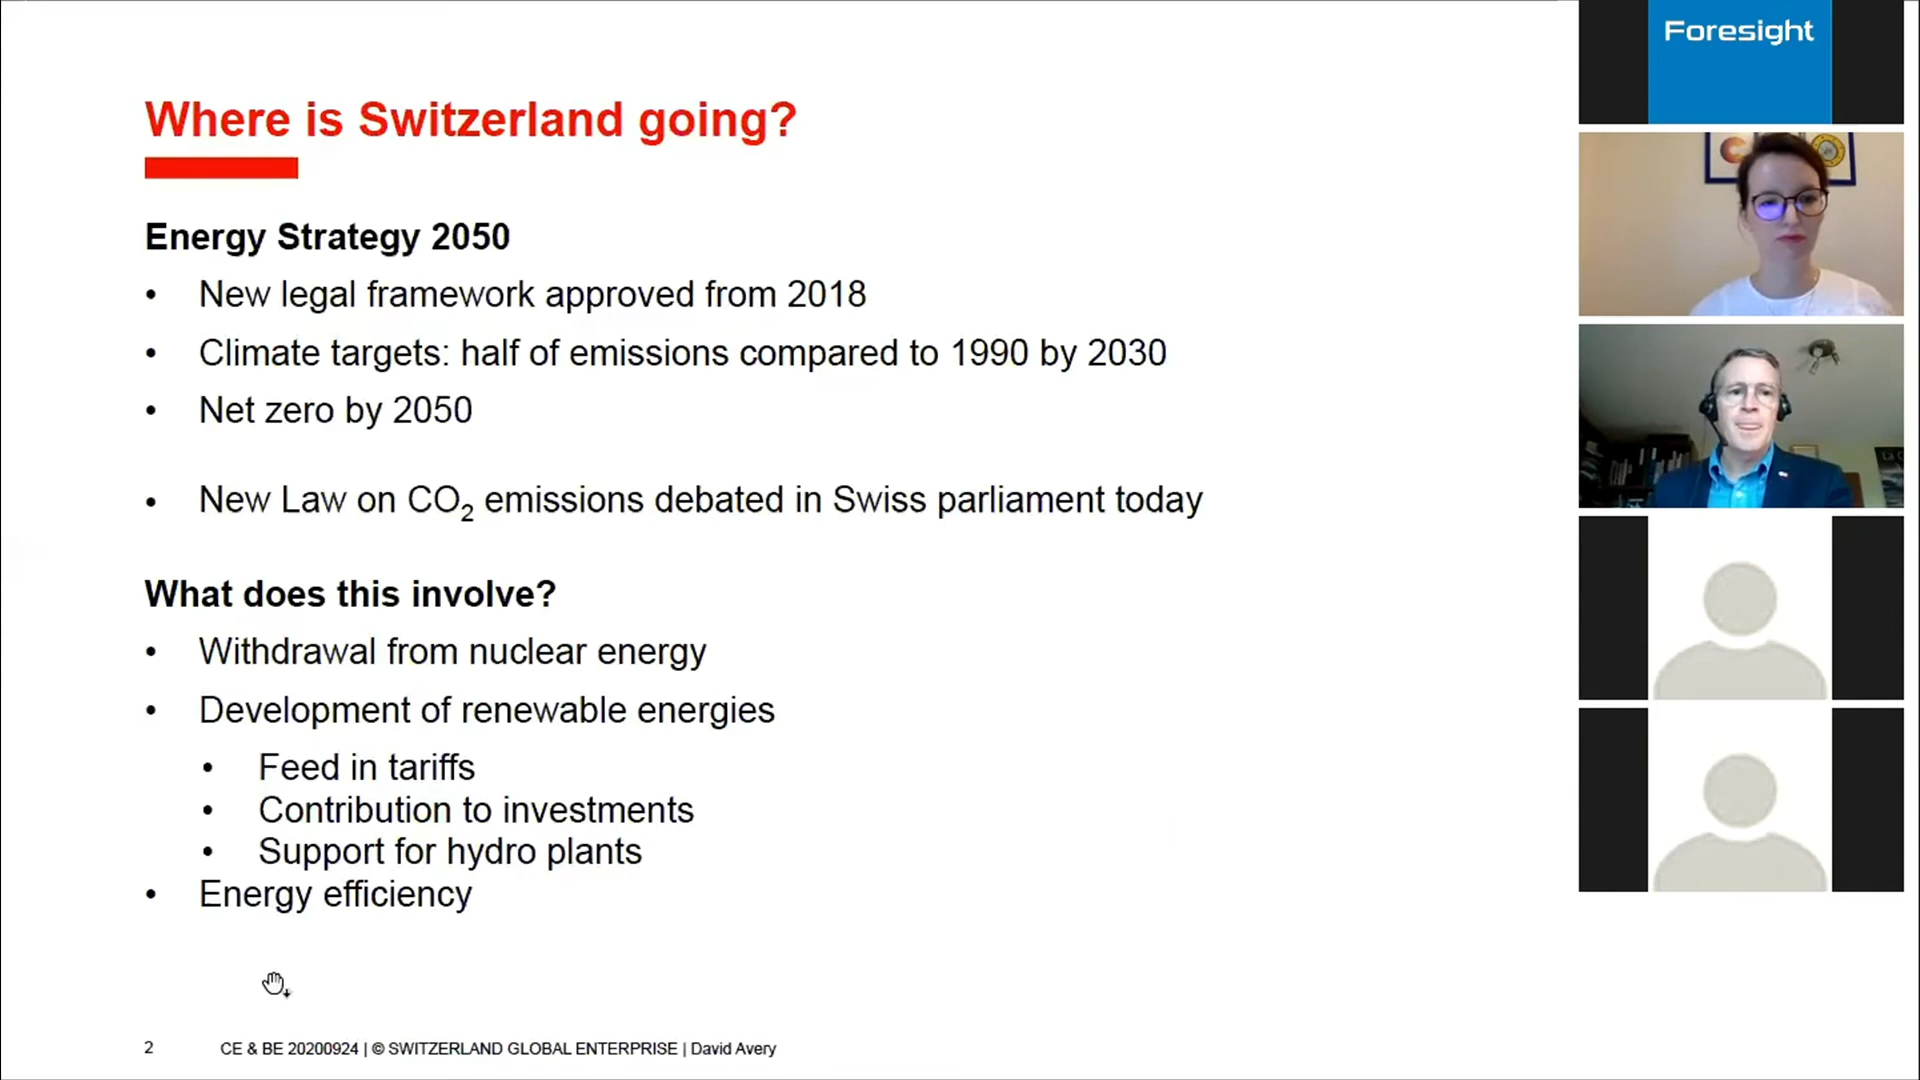 Foresight
Where is Switzerland going?
Energy Strategy 2050
• New legal framework approved from 2018
• Climate targets: half of emissions compared to 1990 by 2030
• Net zero by 2050
• New Law on CO₂ emissions debated in Swiss parliament today
What does this involve?
• Withdrawal from nuclear energy
• Development of renewable energies
• Feed in tariffs
• Contribution to investments
• Support for hydro plants
• Energy efficiency
2 CE & BE 20200924 | © SWITZERLAND GLOBAL ENTERPRISE | David Avery